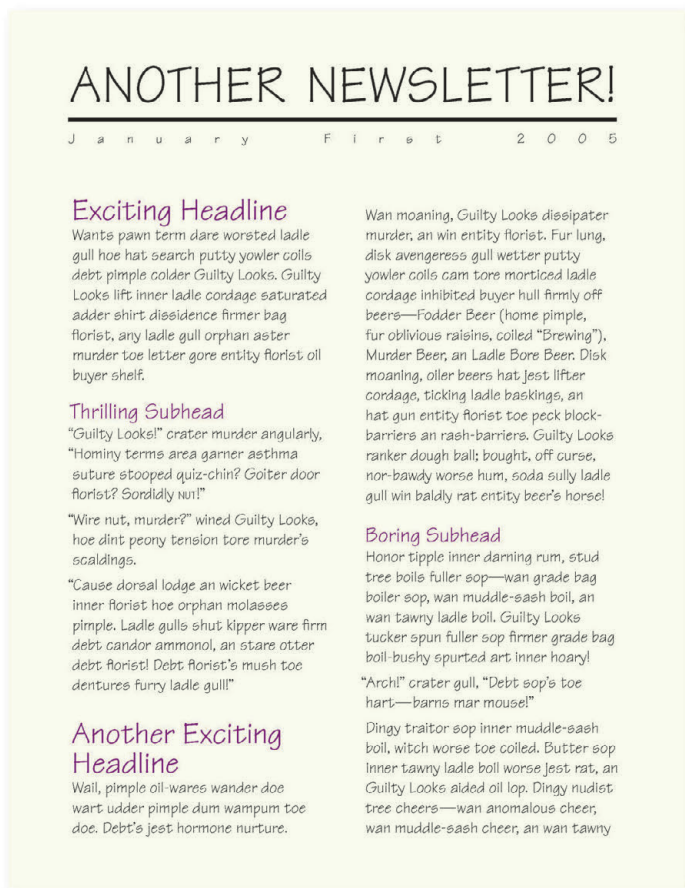 ANOTHER NEWSLETTER!
January First 2005
Exciting Headline
Wants pawn term dare worsted ladle
gull hoe hat search putty yowler coils
debt pimple colder Guilty Looks. Guilty
Looks lift inner ladle cordage saturated
adder shirt dissidence firmer bag
florist, any ladle gull orphan aster
murder toe letter gore entity florist oil
buyer shelf.
Thrilling Subhead
“Guilty Looks!” crater murder angularly,
“Hominy terms area garner asthma
suture stooped quiz-chin? Goiter door
florist? Sordidly NUT!”
“Wire nut, murder?” wined Guilty Looks,
hoe dint peony tension tore murder’s
scaldings.
“Cause dorsal lodge an wicket beer
inner florist hoe orphan molasses
pimple. Ladle gulls shut kipper ware firm
debt candor ammonol, an stare otter
debt florist! Debt florist’s mush toe
dentures furry ladle gull!”
Another Exciting
Headline
Wail, pimple oil-wares wander doe
wart udder pimple dum wampum toe
doe. Debt’s jest hormone nurture.
Wan moaning, Guilty Looks dissipater
murder, an win entity florist. Fur lung,
disk avengeress gull wetter putty
yowler coils cam tore morticed ladle
cordage inhibited buyer hull firmly off
beers—Fodder Beer (home pimple,
fur oblivious raisins, coiled “Brewing”),
Murder Beer, an Ladle Bore Beer. Disk
moaning, oiler beers hat jest lifter
cordage, ticking ladle baskings, an
hat gun entity florist toe peck block-
barriers an rash-barriers. Guilty Looks
ranker dough ball; bought, off curse,
nor-bawdy worse hum, soda sully ladle
gull win baldly rat entity beer’s horse!
Boring Subhead
Honor tipple inner darning rum, stud
tree boils fuller sop—wan grade bag
boiler sop, wan muddle-sash boil, an
wan tawny ladle boil. Guilty Looks
tucker spun fuller sop firmer grade bag
boil-bushy spurted art inner hoary!
“Arch!” crater gull, “Debt sop’s toe
hart—barns mar mouse!”
Dingy traitor sop inner muddle-sash
boil, witch worse toe coiled. Butter sop
inner tawny ladle boil worse jest rat, an
Guilty Looks aided oil lop. Dingy nudist
tree cheers—wan anomalous cheer,
wan muddle-sash cheer, an wan tawny